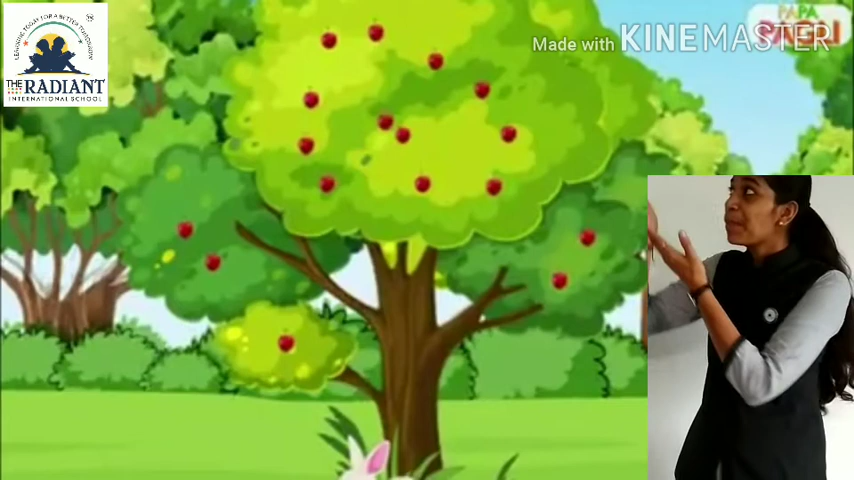 LEARNING TODAY FOR A BETTER TOMORROW
THE RADIANT
INTERNATIONAL SCHOOL
Made with KINEMASTER
PAPA